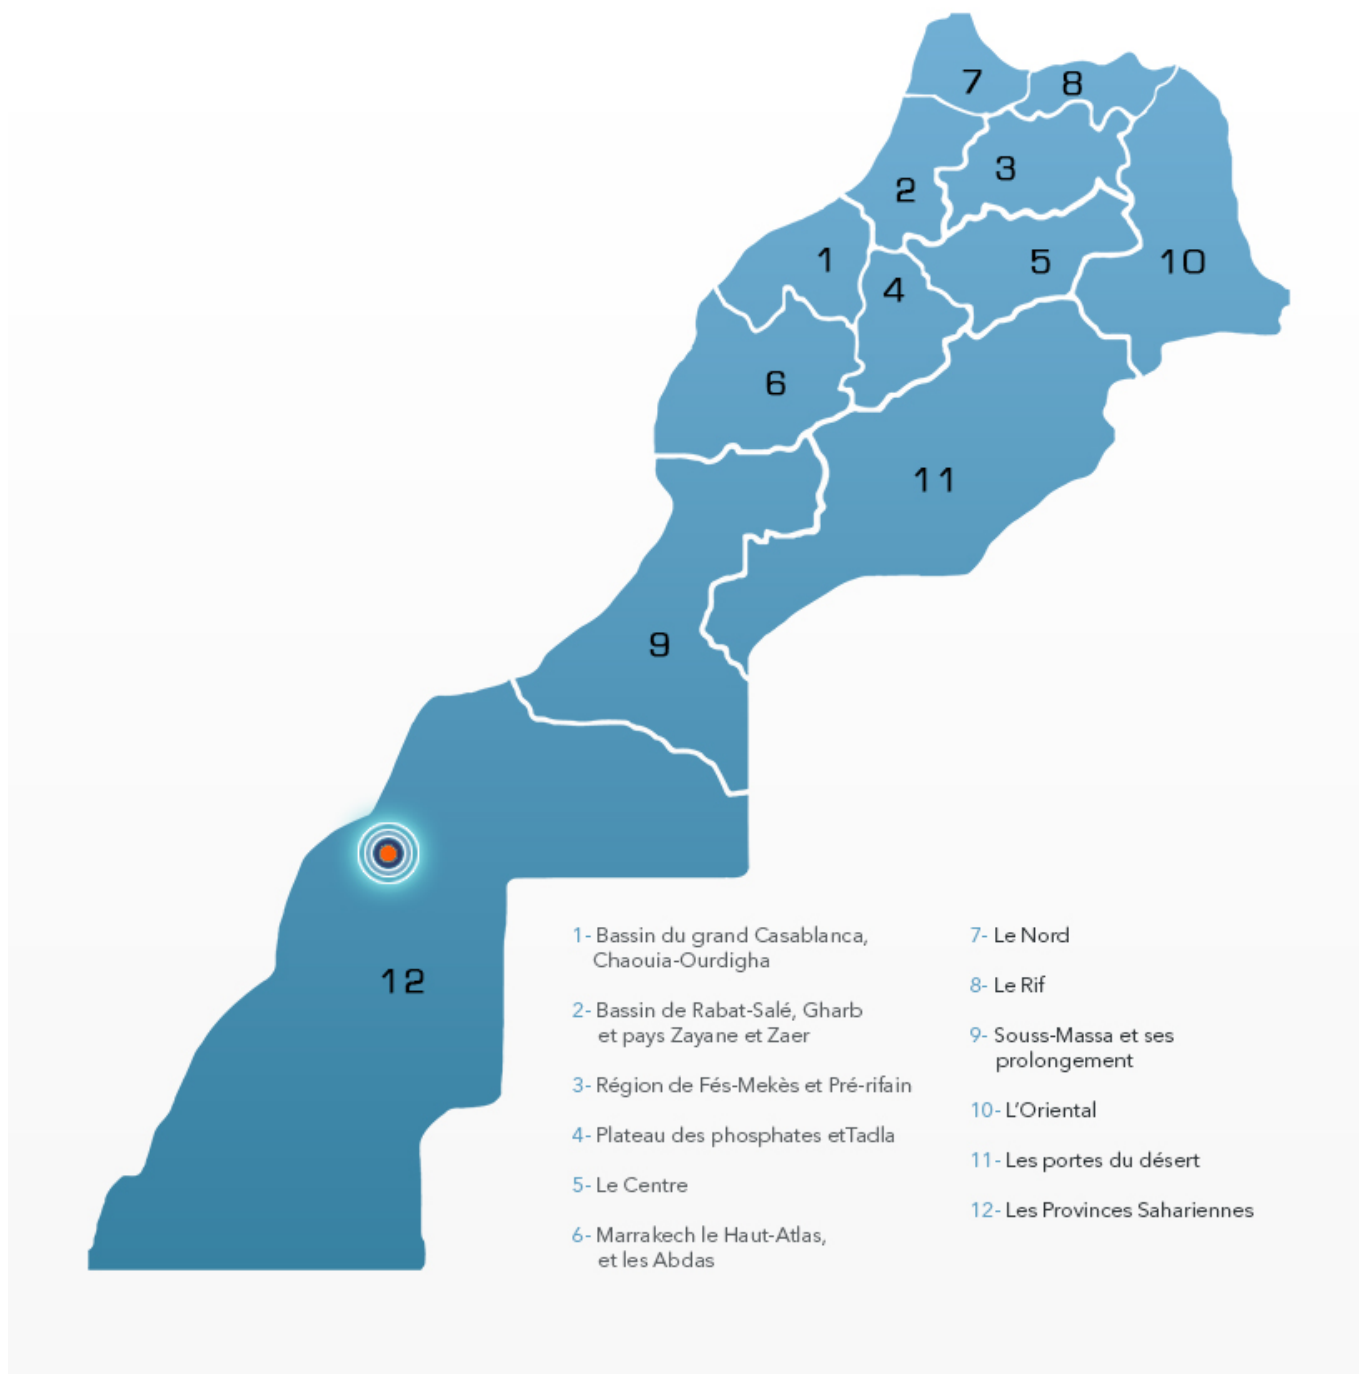 7
8
3
2
1
5
10
4
6
11
9
12
1- Bassin du grand Casablanca,
Chaouia-Ourdigha
2- Bassin de Rabat-Salé, Gharb
et pays Zayane et Zaer
3- Région de Fés-Mekès et Pré-rifain
4- Plateau des phosphates etTadla
5- Le Centre
6- Marrakech le Haut-Atlas,
et les Abdas
7- Le Nord
8- Le Rif
9- Souss-Massa et ses
prolongement
10- L'Oriental
11- Les portes du désert
12- Les Provinces Sahariennes